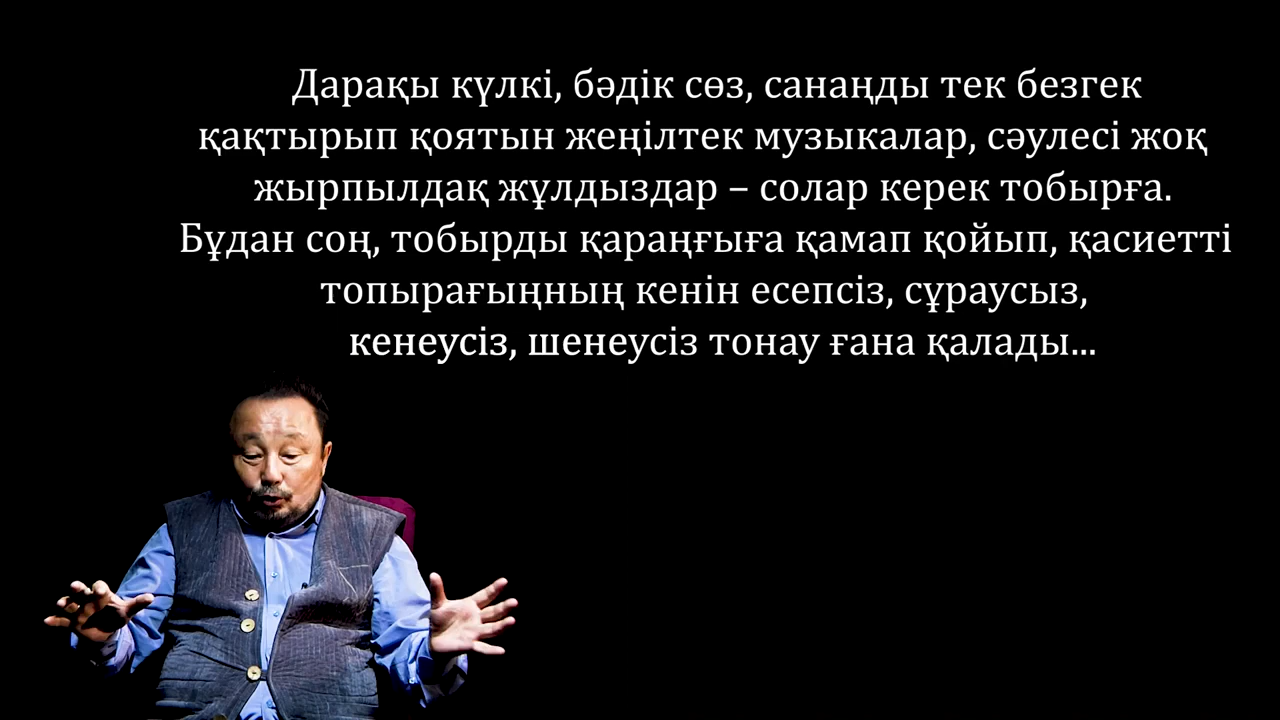 Дарақы күлкі, бәдік сөз, санаңды тек безгек
қақтырып қоятын жеңілтек музыкалар, сәулесі жоқ
жырпылдақ жұлдыздар – солар керек тобырға.
Бұдан соң, тобырды қараңғыға қамап қойып, қасиетті
топырағыңның кенін есепсіз, сұраусыз,
кенеусіз, шенеусіз тонау ғана қалады...